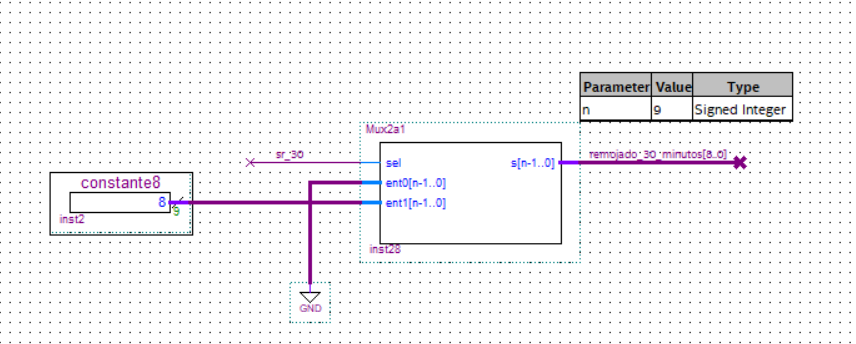 Parameter Value Type
n 9 Signed Integer
Mux2a1
sr_30
sel
s[n-1..0]
remojado_30_minutos[8..0]
ent0[n-1..0]
ent1[n-1..0]
constante8
8
9
inst2
inst28
GND